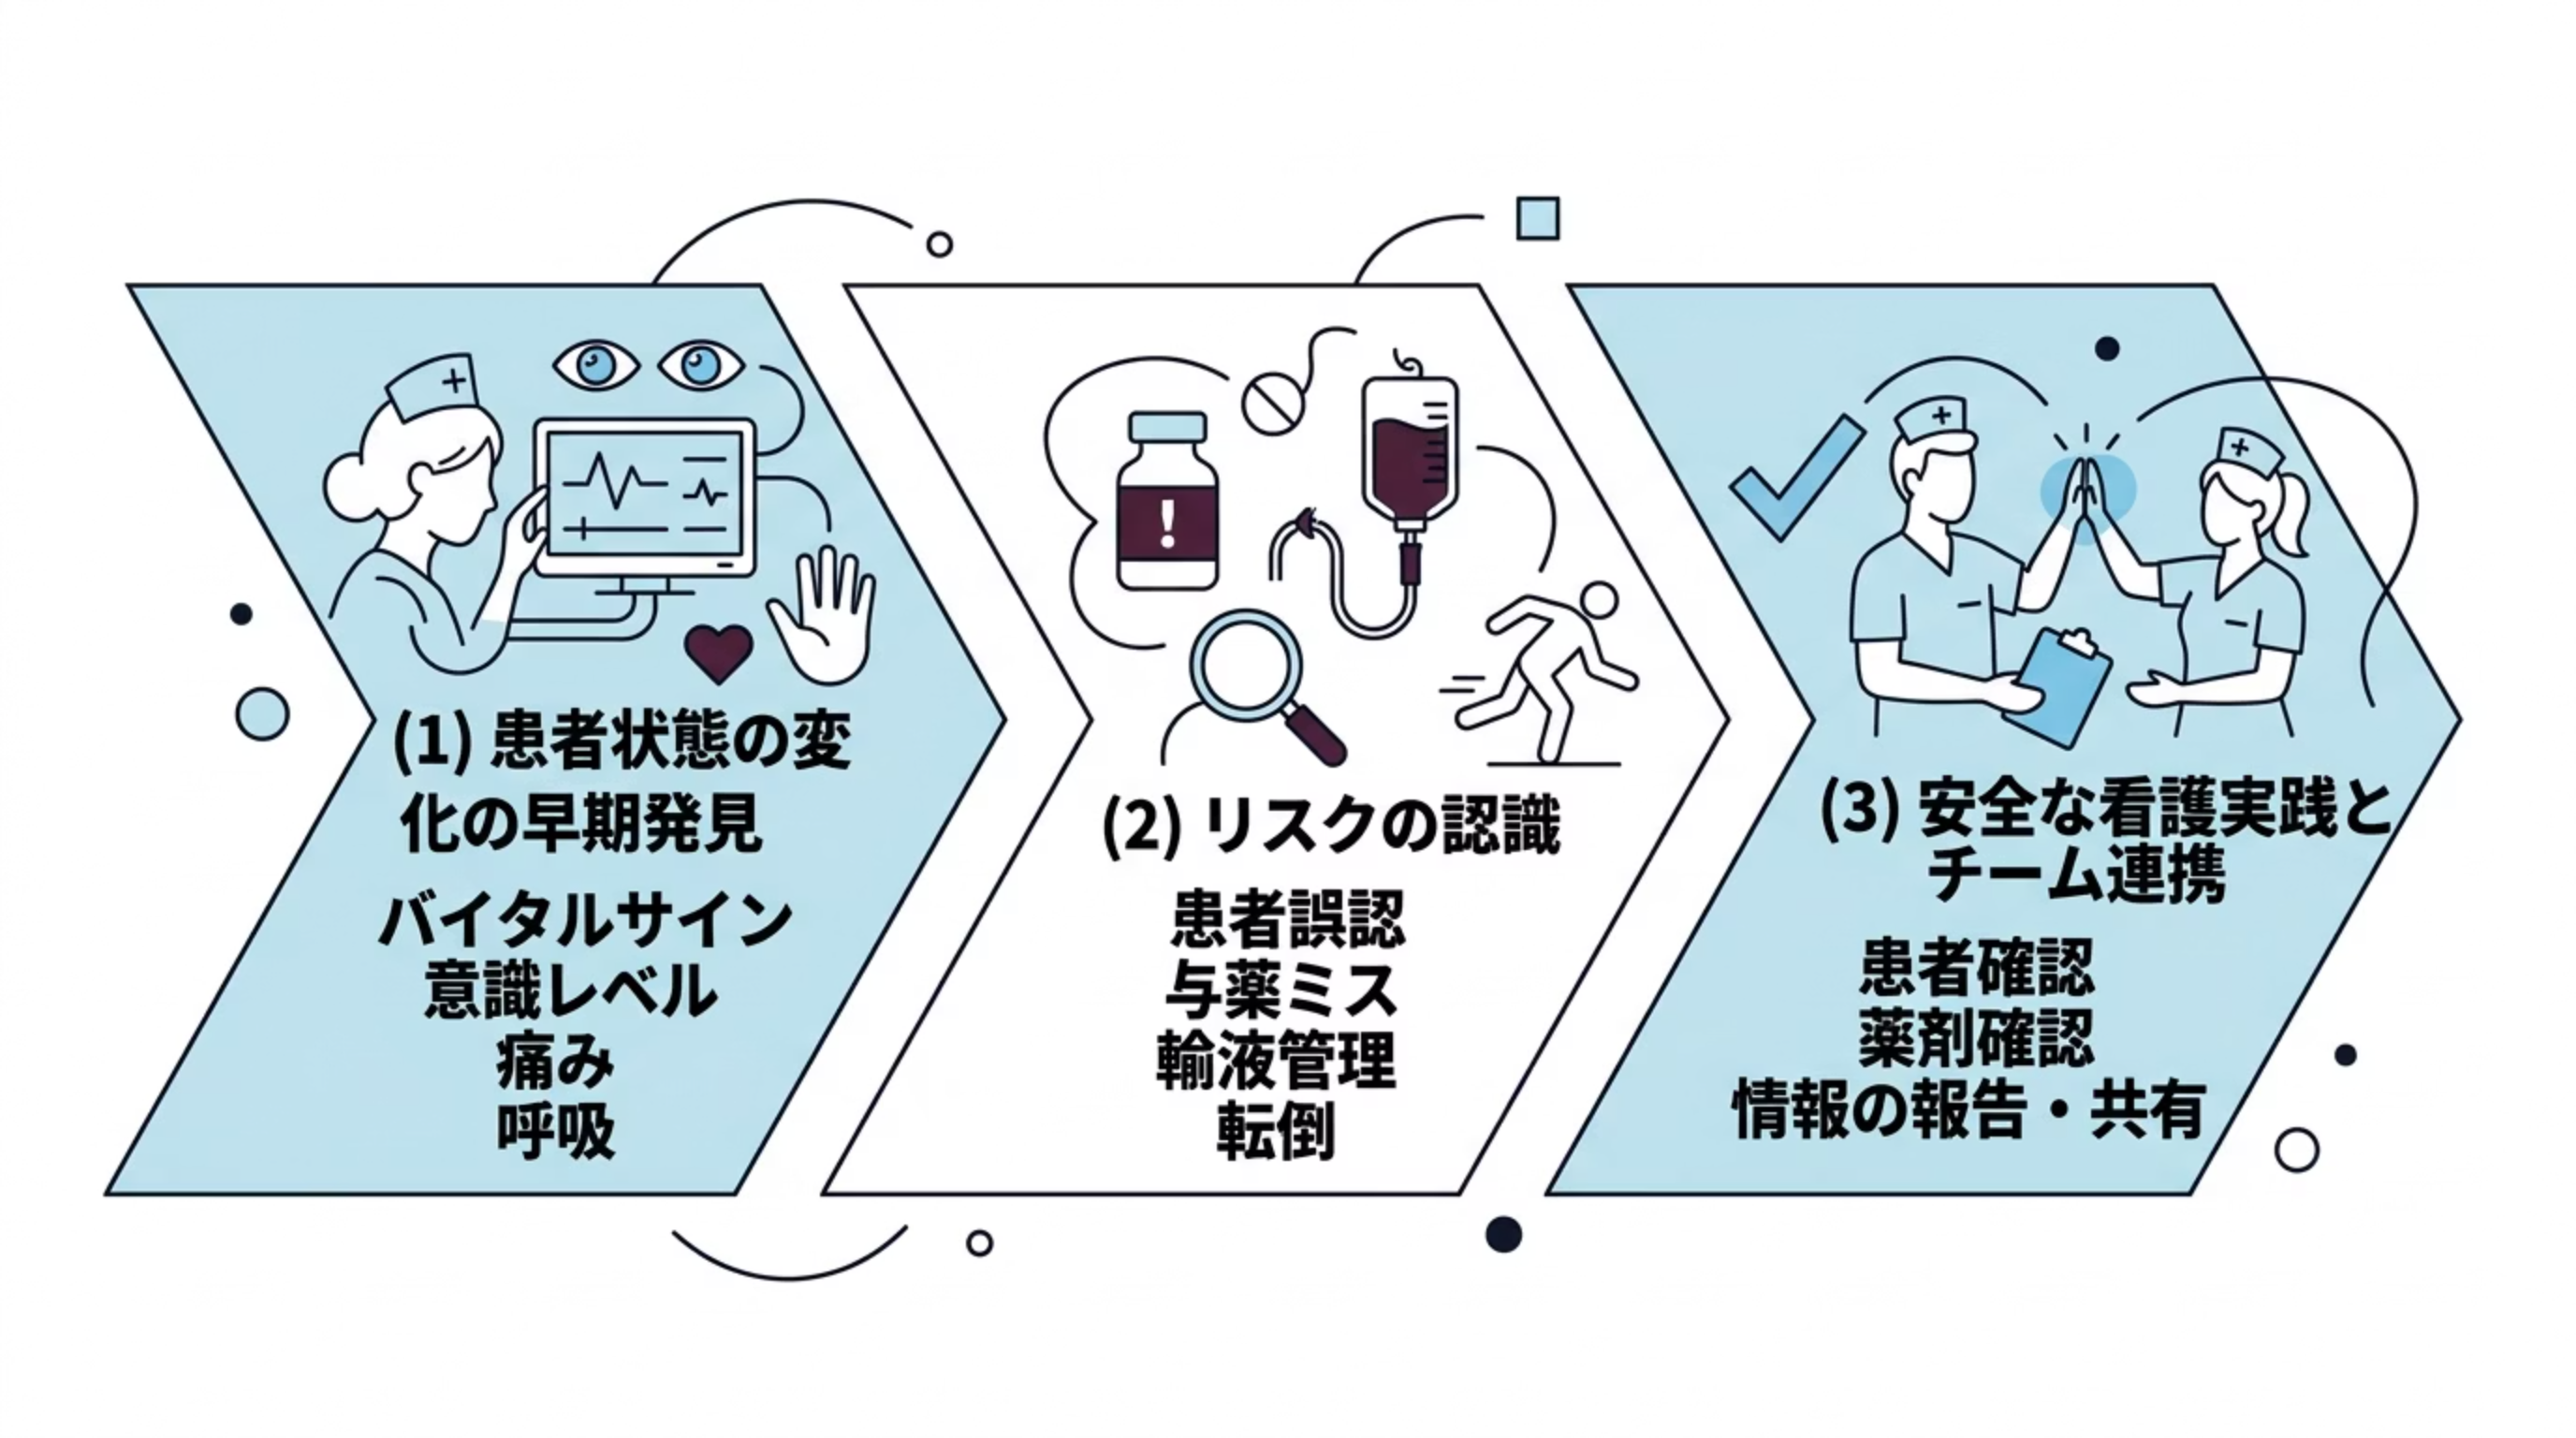 (1) 患者状態の変
化の早期発見
バイタルサイン
意識レベル
痛み
呼吸
(2) リスクの認識
患者誤認
与薬ミス
輸液管理
転倒
(3) 安全な看護実践と
チーム連携
患者確認
薬剤確認
情報の報告・共有